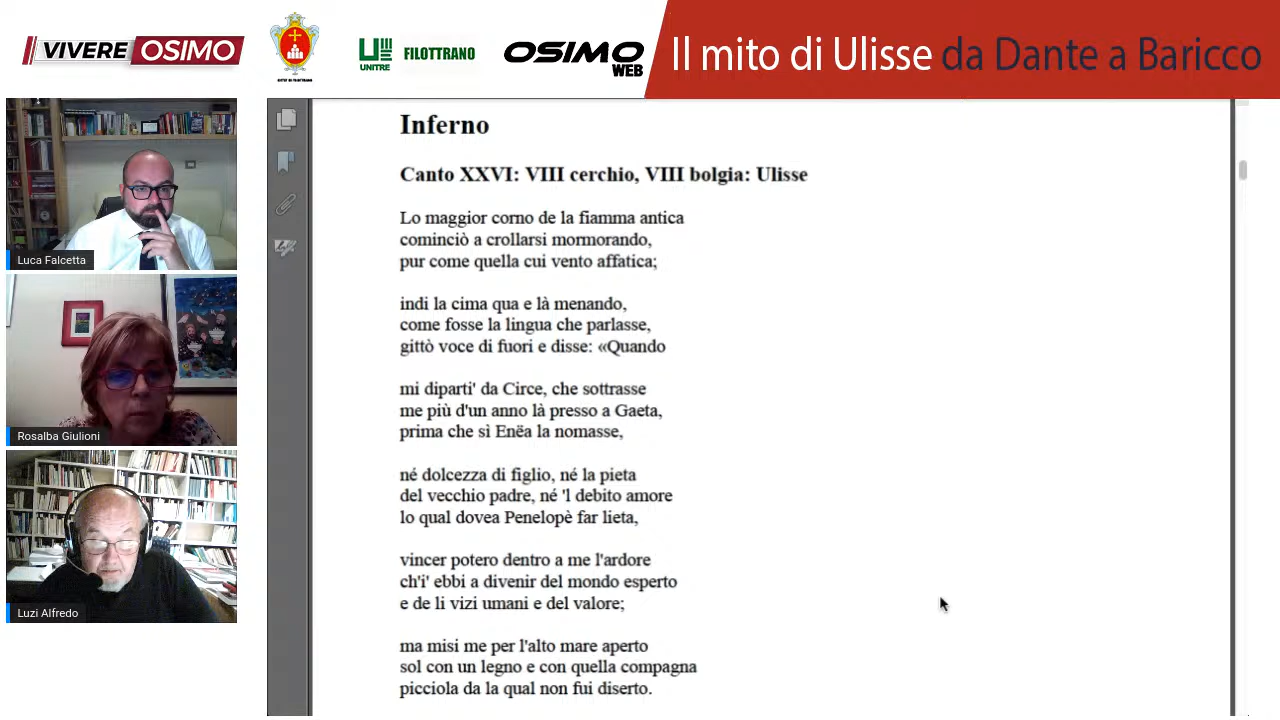 VIVERE OSIMO
UNITRE
FILOTTRANO
OSIMO
WEB
Il mito di Ulisse da Dante a Baricco
Luca Falcetta
Rosalba Giulioni
Luzi Alfredo
Inferno
Canto XXVI: VIII cerchio, VIII bolgia: Ulisse
Lo maggior corno de la fiamma antica
cominciò a crollarsi mormorando,
pur come quella cui vento affatica;
indi la cima qua e là menando,
come fosse la lingua che parlasse,
gittò voce di fuori e disse: «Quando
mi diparti' da Circe, che sottrasse
me più d'un anno là presso a Gaeta,
prima che sì Enëa la nomasse,
né dolcezza di figlio, né la pieta
del vecchio padre, né 'l debito amore
lo qual dovea Penelopè far lieta,
vincer potero dentro a me l'ardore
ch'i' ebbi a divenir del mondo esperto
e de li vizi umani e del valore;
ma misi me per l'alto mare aperto
sol con un legno e con quella compagna
picciola da la qual non fui diserto.